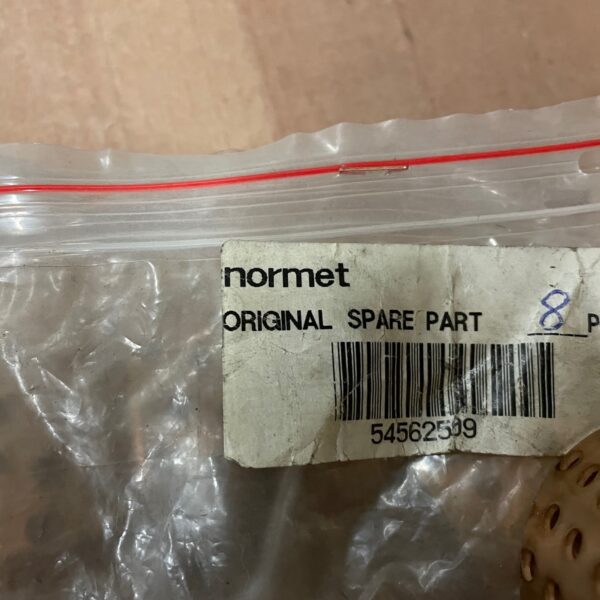 normet
ORIGINAL SPARE PART 8 P
54562509